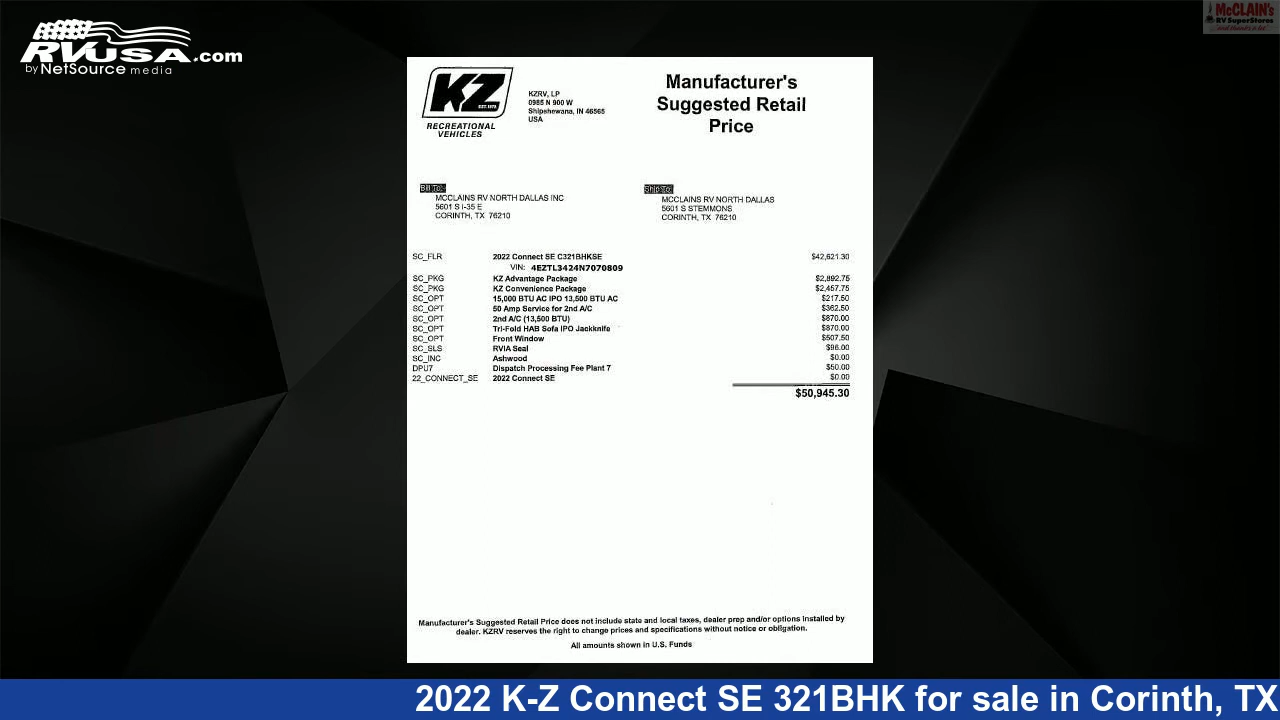 RVUSA.com
by NetSource media
McCLAIN's
RV SuperStores
KZ
EST. 1972
RECREATIONAL
VEHICLES
KZRV, LP
0985 N 900 W
Shipshewana, IN 46565
USA
Manufacturer's
Suggested Retail
Price
Bill To:
MCCLAINS RV NORTH DALLAS INC
5601 S I-35 E
CORINTH, TX 76210
Ship To:
MCCLAINS RV NORTH DALLAS
5601 S STEMMONS
CORINTH, TX 76210
SC_FLR 2022 Connect SE C321BHKSE $42,621.30
VIN: 4EZTL3424N7070809
SC_PKG KZ Advantage Package $2,892.75
SC_PKG KZ Convenience Package $2,457.75
SC_OPT 15,000 BTU AC IPO 13,500 BTU AC $217.50
SC_OPT 50 Amp Service for 2nd A/C $362.50
SC_OPT 2nd A/C (13,500 BTU) $870.00
SC_OPT Tri-Fold HAB Sofa IPO Jackknife $870.00
SC_OPT Front Window $507.50
SC_SLS RVIA Seal $96.00
SC_INC Ashwood $0.00
DPU7 Dispatch Processing Fee Plant 7 $50.00
22_CONNECT_SE 2022 Connect SE $0.00
$50,945.30
Manufacturer's Suggested Retail Price does not include state and local taxes, dealer prep and/or options installed by
dealer. KZRV reserves the right to change prices and specifications without notice or obligation.
All amounts shown in U.S. Funds
2022 K-Z Connect SE 321BHK for sale in Corinth, TX